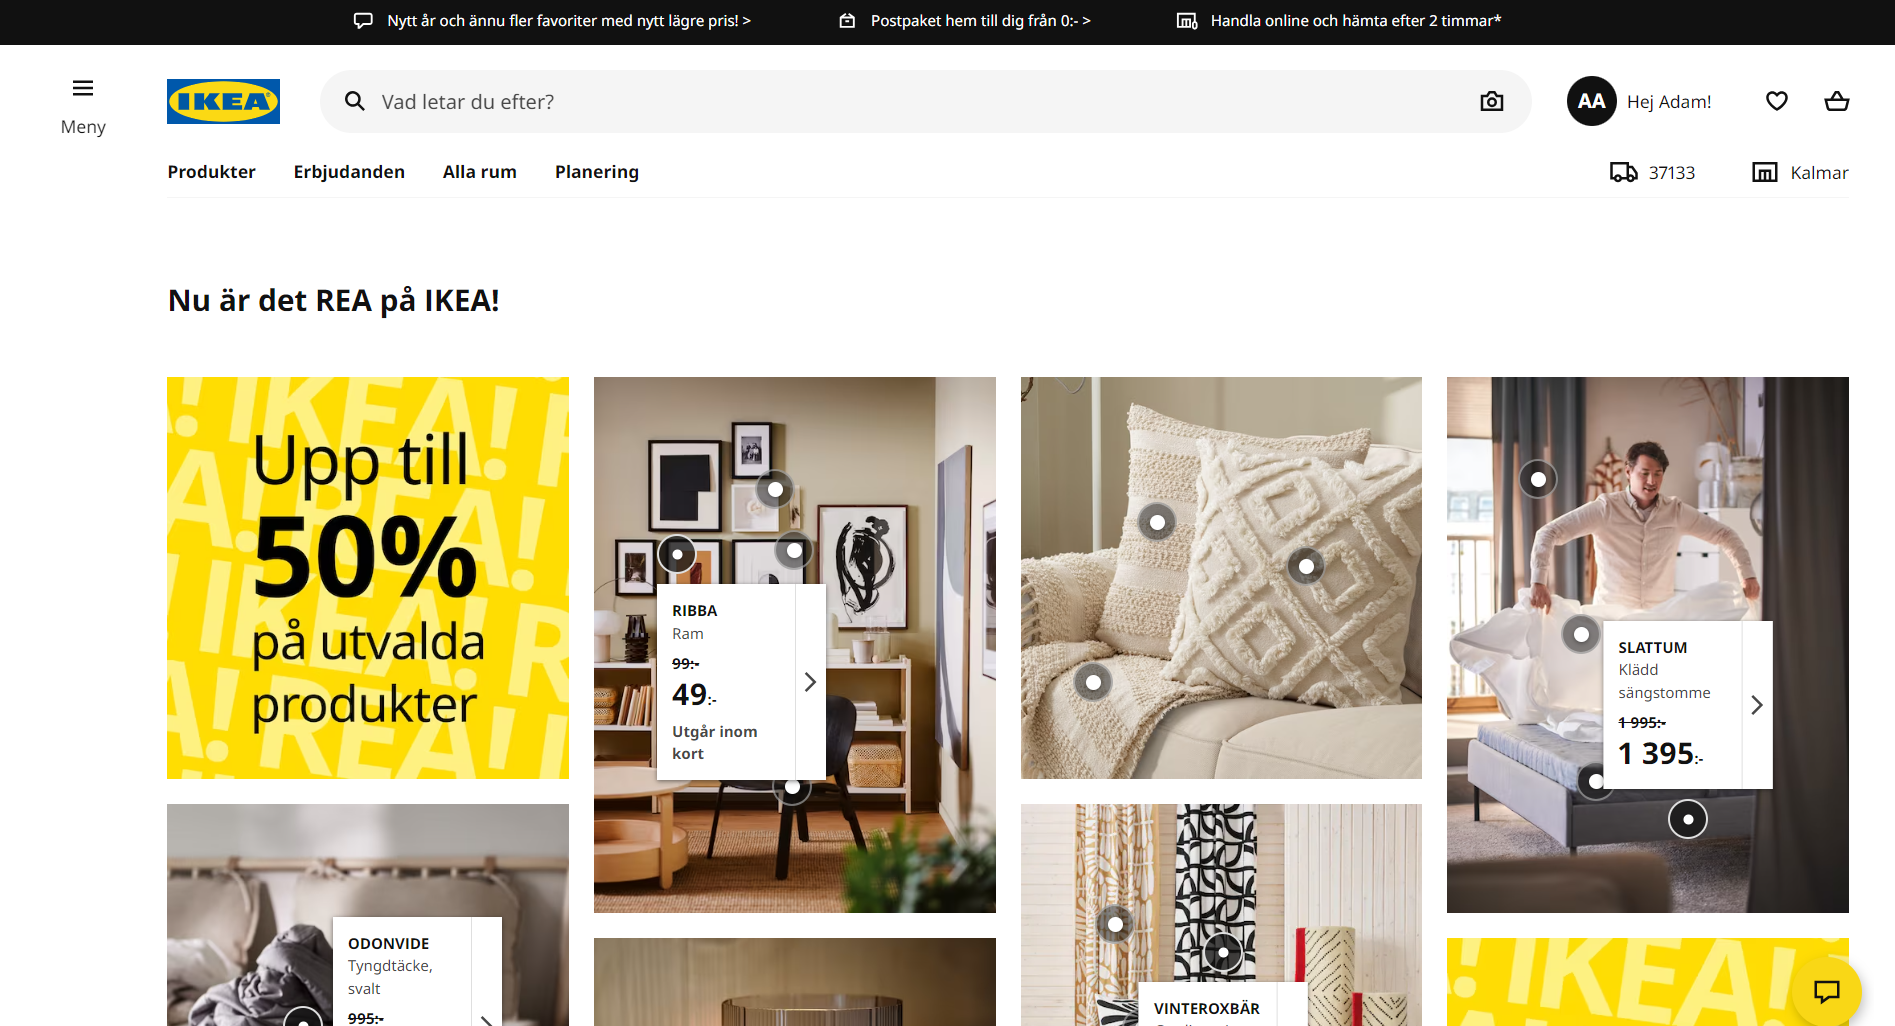 Nytt år och ännu fler favoriter med nytt lägre pris! >
Postpaket hem till dig från 0:- >
Handla online och hämta efter 2 timmar*
Meny
IKEA
Vad letar du efter?
AA
Hej Adam!
Produkter
Erbjudanden
Alla rum
Planering
37133
Kalmar
Nu är det REA på IKEA!
Upp till
50%
på utvalda
produkter
RIBBA
Ram
99:-
49:-
Utgår inom
kort
SLATTUM
Klädd
sängstomme
1 995:-
1 395:-
ODONVIDE
Tyngdtäcke,
svalt
995:-
VINTEROXBÄR
IKEA!